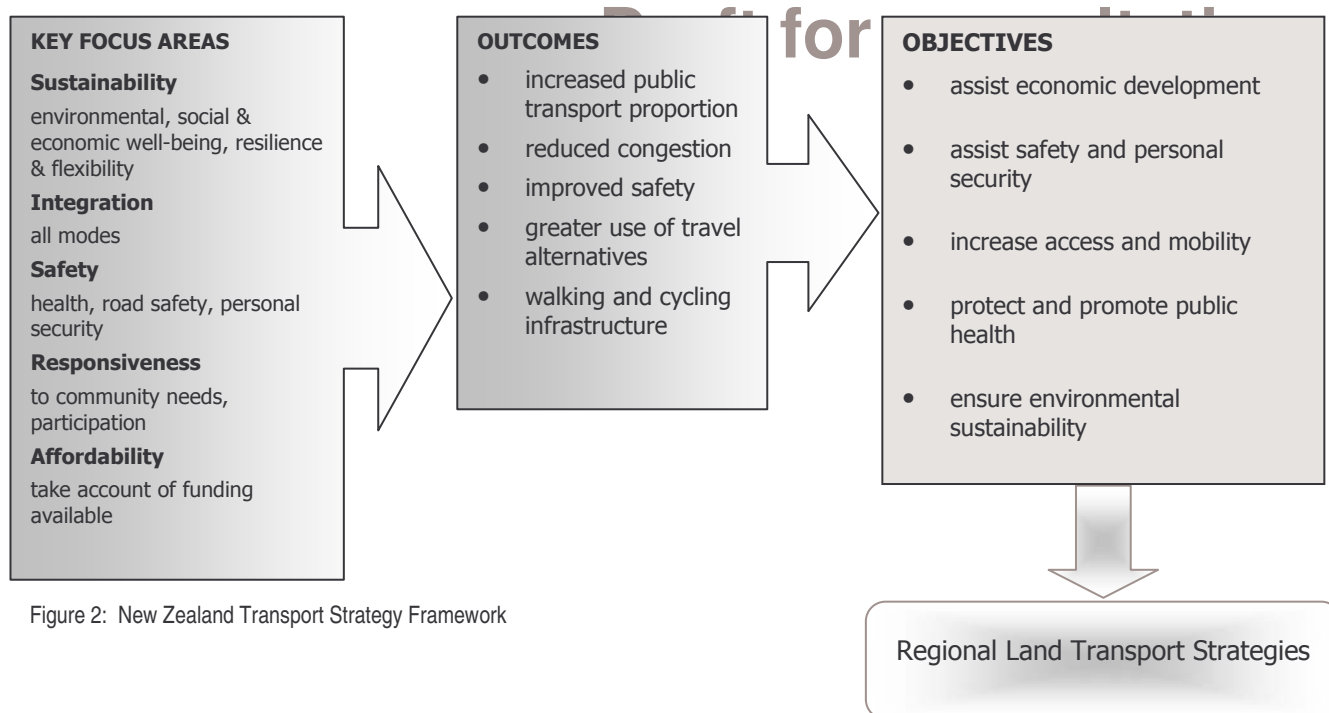 for
KEY FOCUS AREAS
Sustainability
environmental, social &
economic well-being, resilience
& flexibility
Integration
all modes
Safety
health, road safety, personal
security
Responsiveness
to community needs,
participation
Affordability
take account of funding
available
OUTCOMES
• increased public
transport proportion
• reduced congestion
• improved safety
• greater use of travel
alternatives
• walking and cycling
infrastructure
OBJECTIVES
• assist economic development
• assist safety and personal
security
• increase access and mobility
• protect and promote public
health
• ensure environmental
sustainability
Figure 2: New Zealand Transport Strategy Framework
Regional Land Transport Strategies